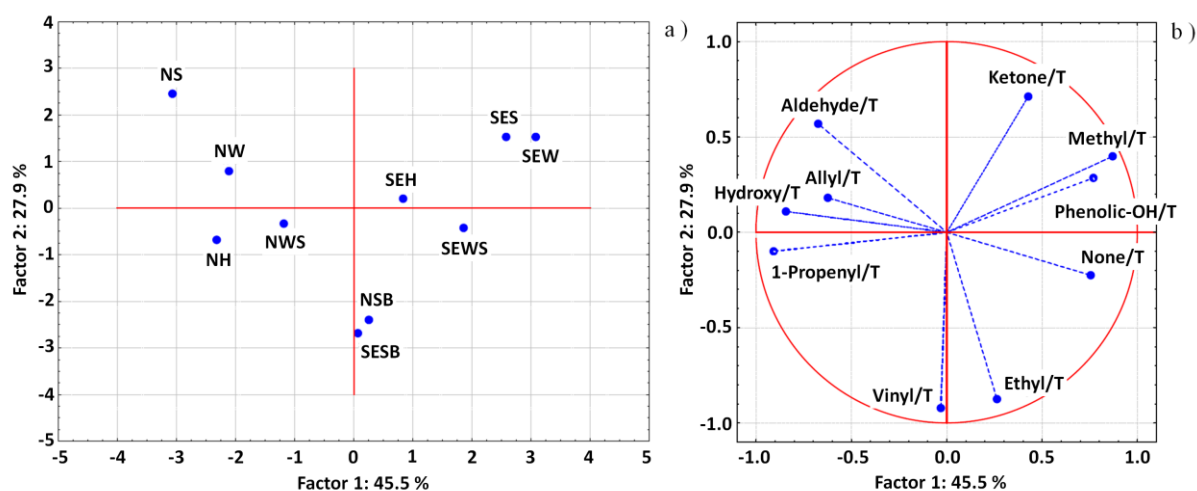 a )
4
3
2
1
0
-1
-2
-3
-4
-5
Factor 2: 27.9 %
NS
NW
NH
NWS
SEH
SES
SEW
SEWS
NSB
SESB
-5 -4 -3 -2 -1 0 1 2 3 4 5
Factor 1: 45.5 %
b )
1.0
0.5
0.0
-0.5
-1.0
Factor 2: 27.9 %
Ketone/T
Aldehyde/T
Methyl/T
Allyl/T
Hydroxy/T
Phenolic-OH/T
1-Propenyl/T
None/T
Vinyl/T
Ethyl/T
-1.0 -0.5 0.0 0.5 1.0
Factor 1: 45.5 %